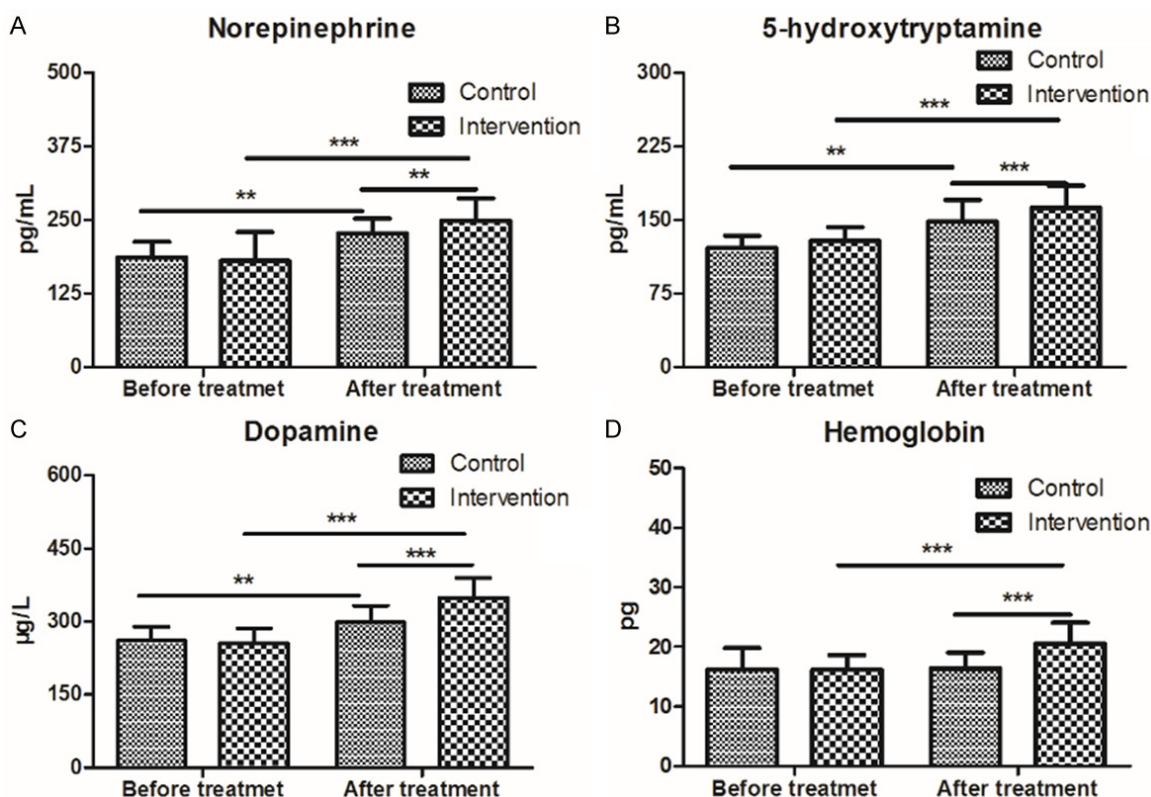 A
Norepinephrine
500
375
250
125
0
pg/mL
Control
Intervention
***
**
**
Before treatmet
After treatment
B
5-hydroxytryptamine
300
225
150
75
0
pg/mL
Control
Intervention
***
**
***
Before treatmet
After treatment
C
Dopamine
600
450
300
150
0
µg/L
Control
Intervention
***
***
**
Before treatmet
After treatment
D
Hemoglobin
50
40
30
20
10
0
pg
Control
Intervention
***
***
Before treatmet
After treatment